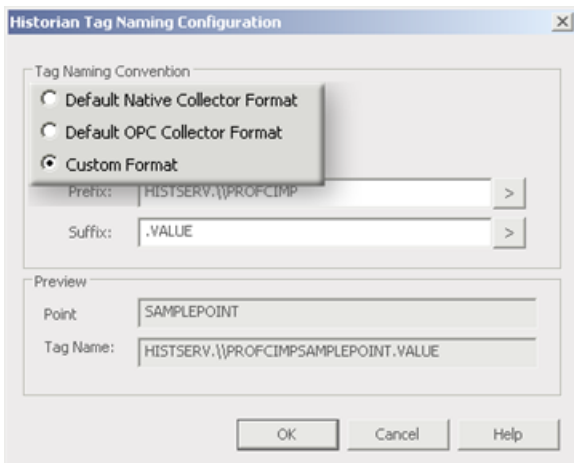 Historian Tag Naming Configuration
Tag Naming Convention
Default Native Collector Format
Default OPC Collector Format
Custom Format
Prefix: HISTSERV.\\PROFCIMP >
Suffix: .VALUE >
Preview
Point SAMPLEPOINT
Tag Name: HISTSERV.\\PROFCIMPSAMPLEPOINT.VALUE
OK Cancel Help